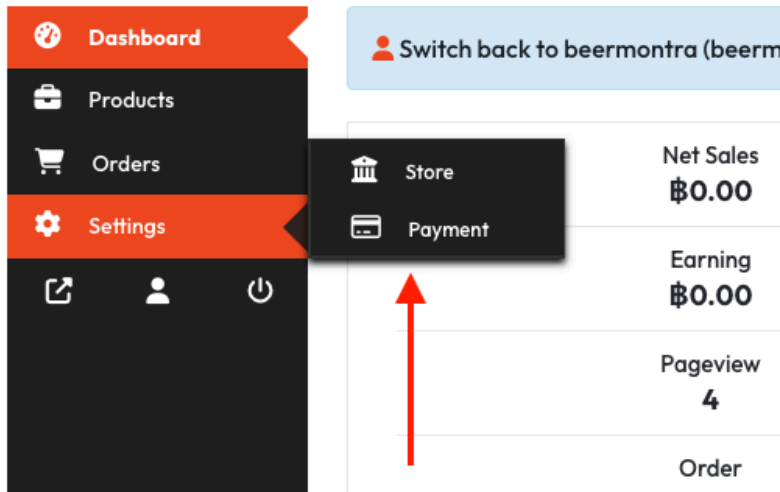 Dashboard
Products
Orders
Settings
Store
Payment
Switch back to beermontra (beerm
Net Sales
฿0.00
Earning
฿0.00
Pageview
4
Order